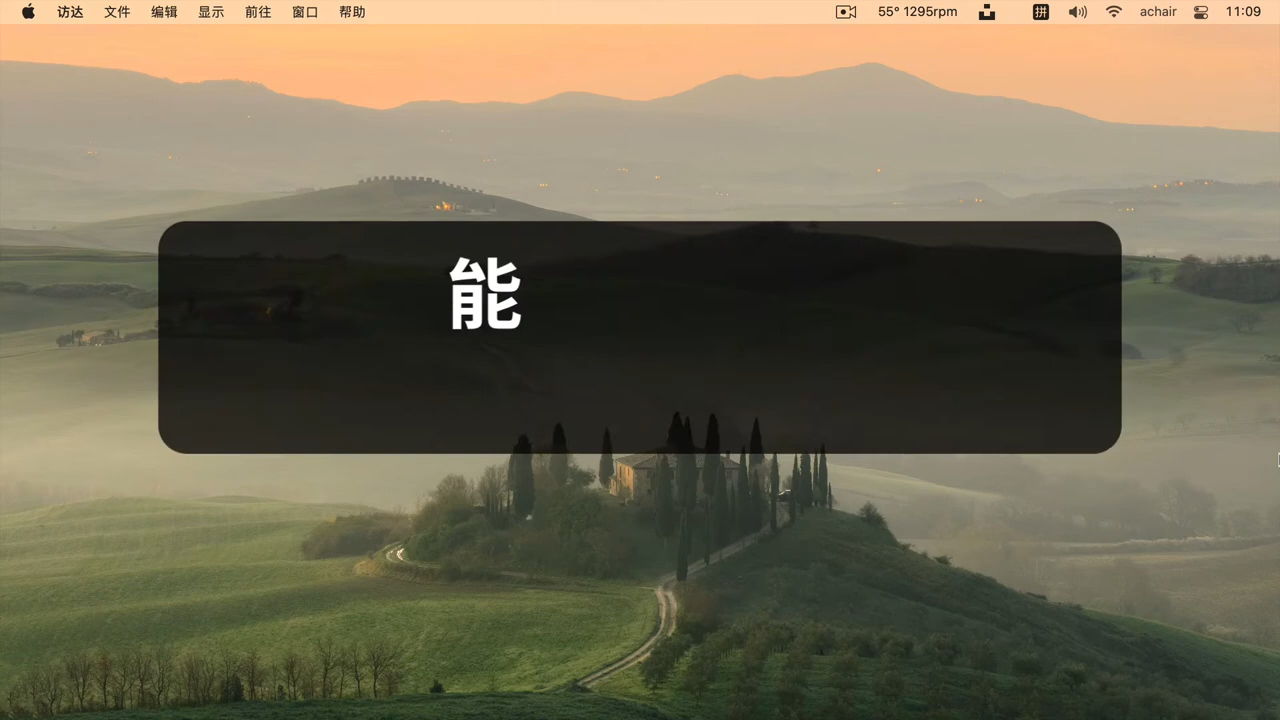 访达 文件 编辑 显示 前往 窗口 帮助 55° 1295rpm 拼 achair 11:09
能